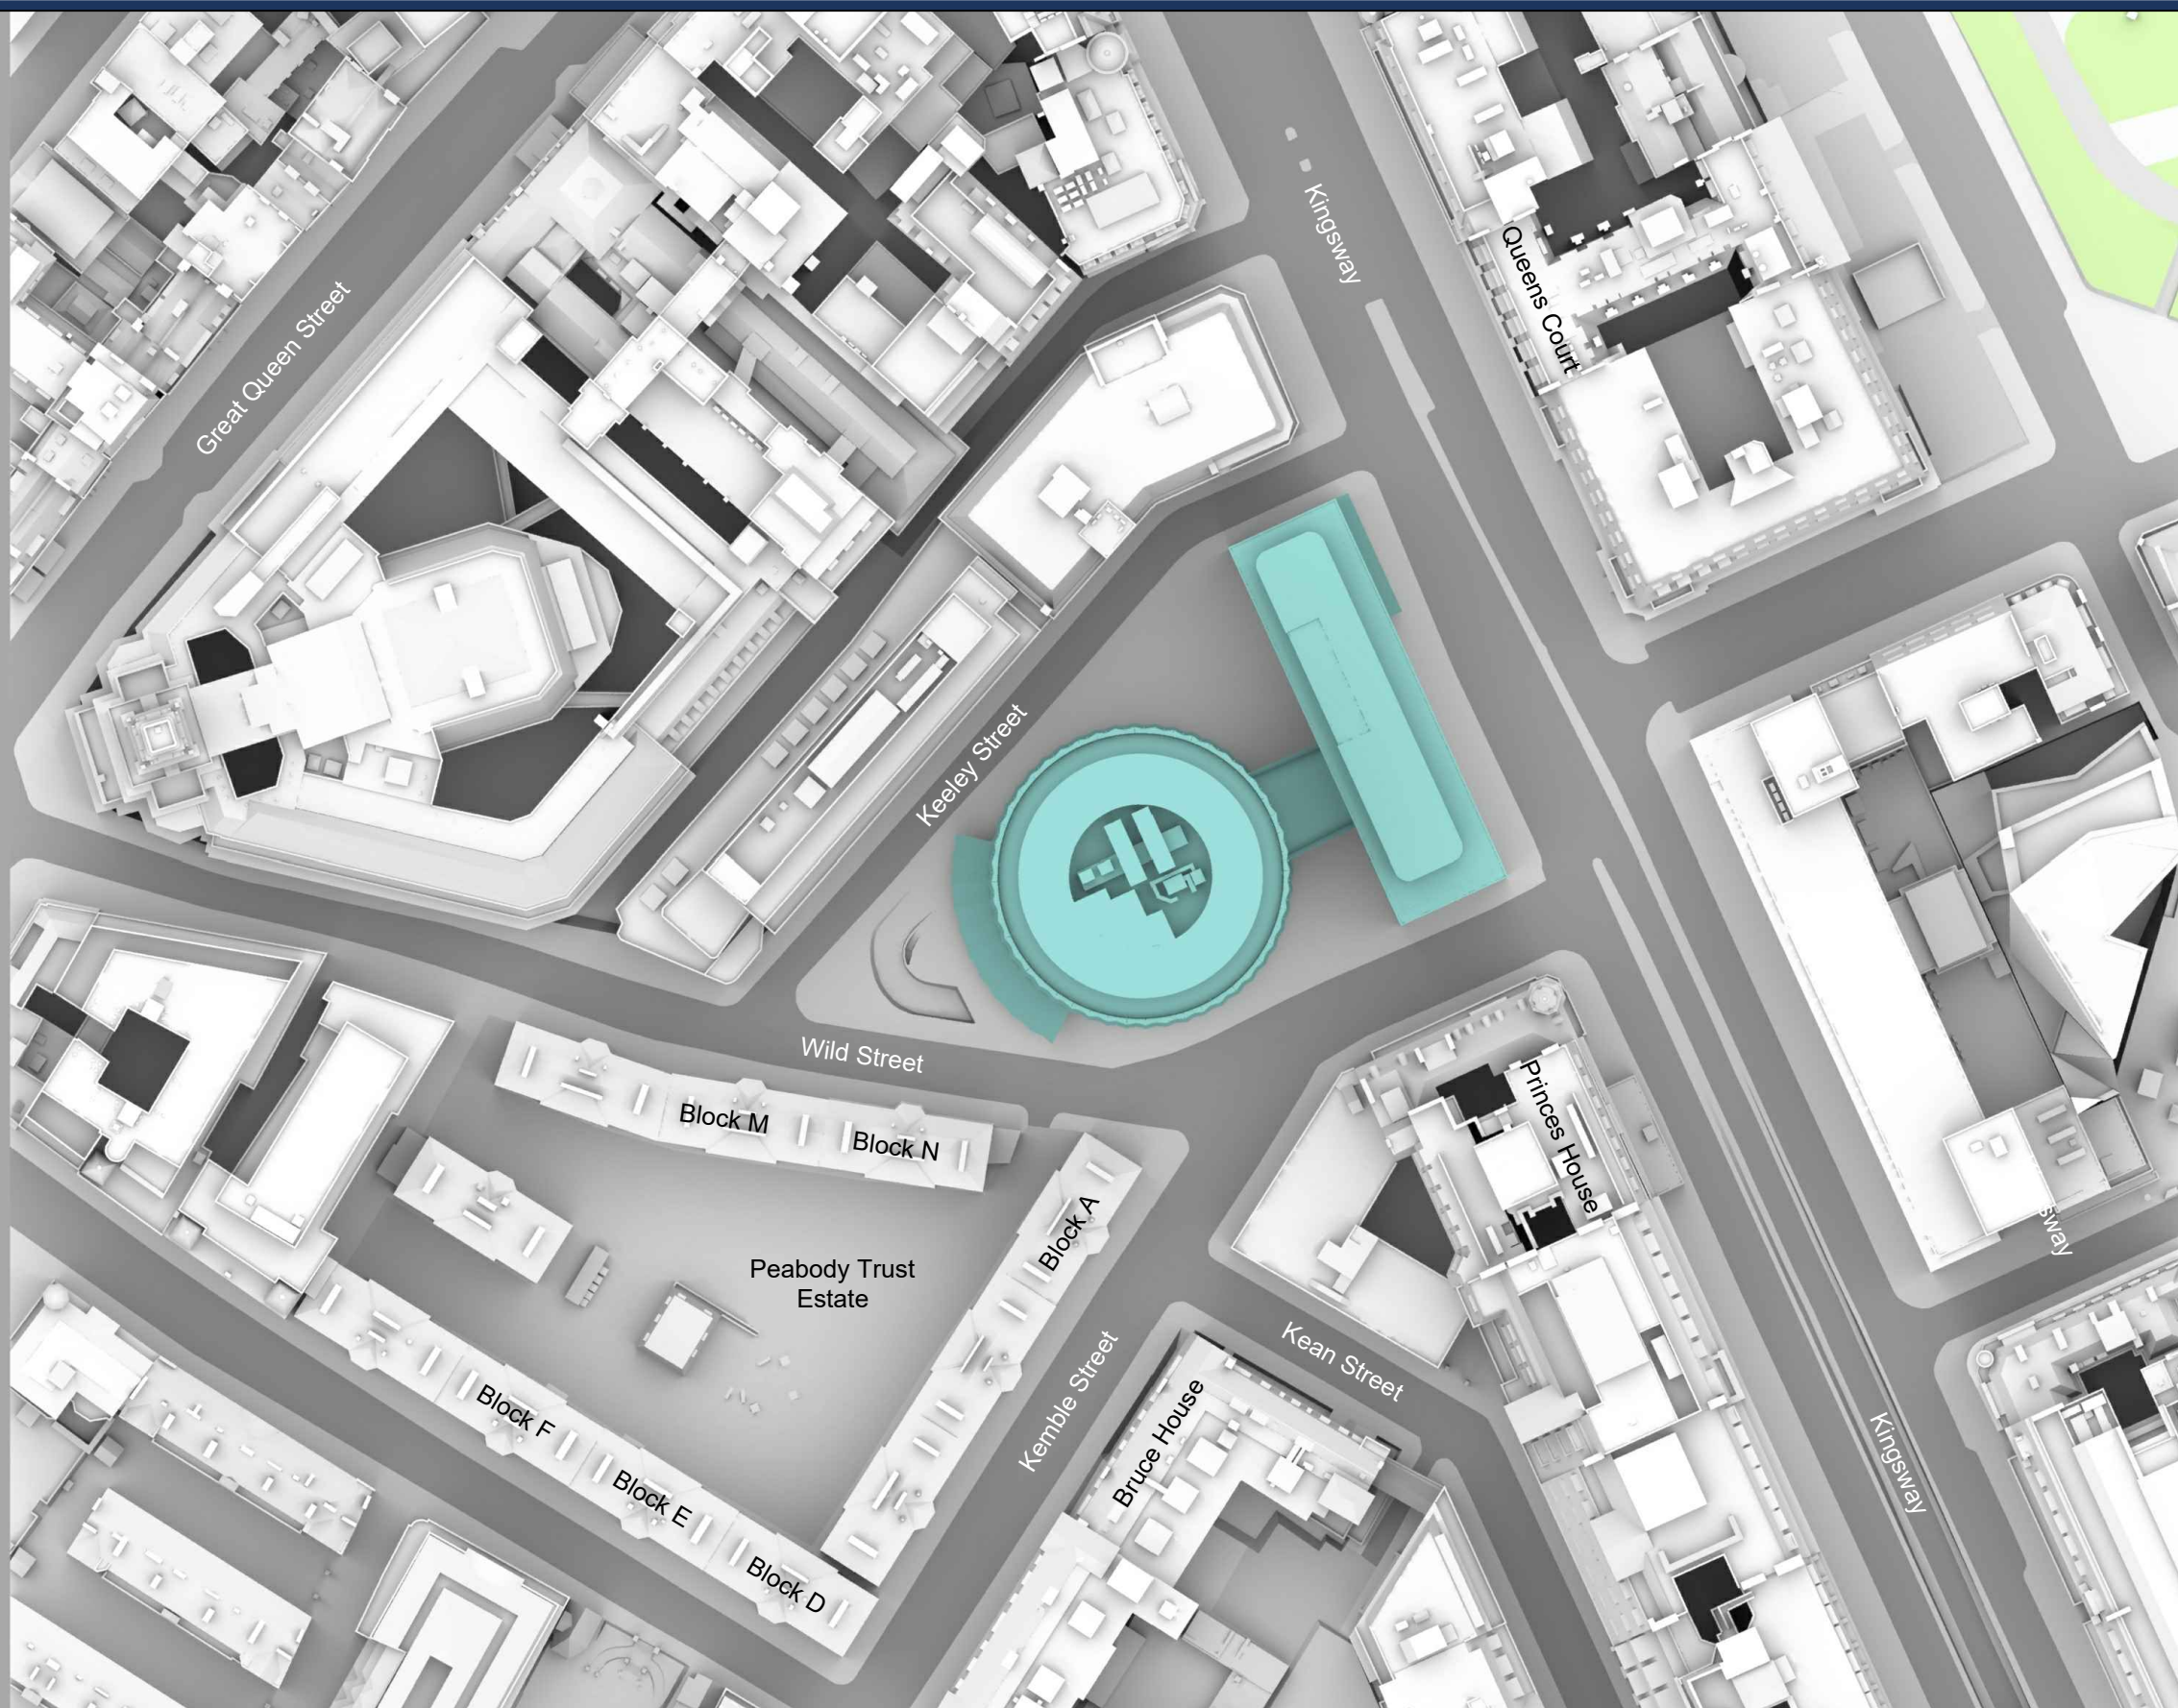 Kingsway
Queens Court
Great Queen Street
Keeley Street
Wild Street
Block M
Block N
Princes House
Block A
Peabody Trust
Estate
sway
Kean Street
Kemble Street
Bruce House
Block F
Kingsway
Block E
Block D